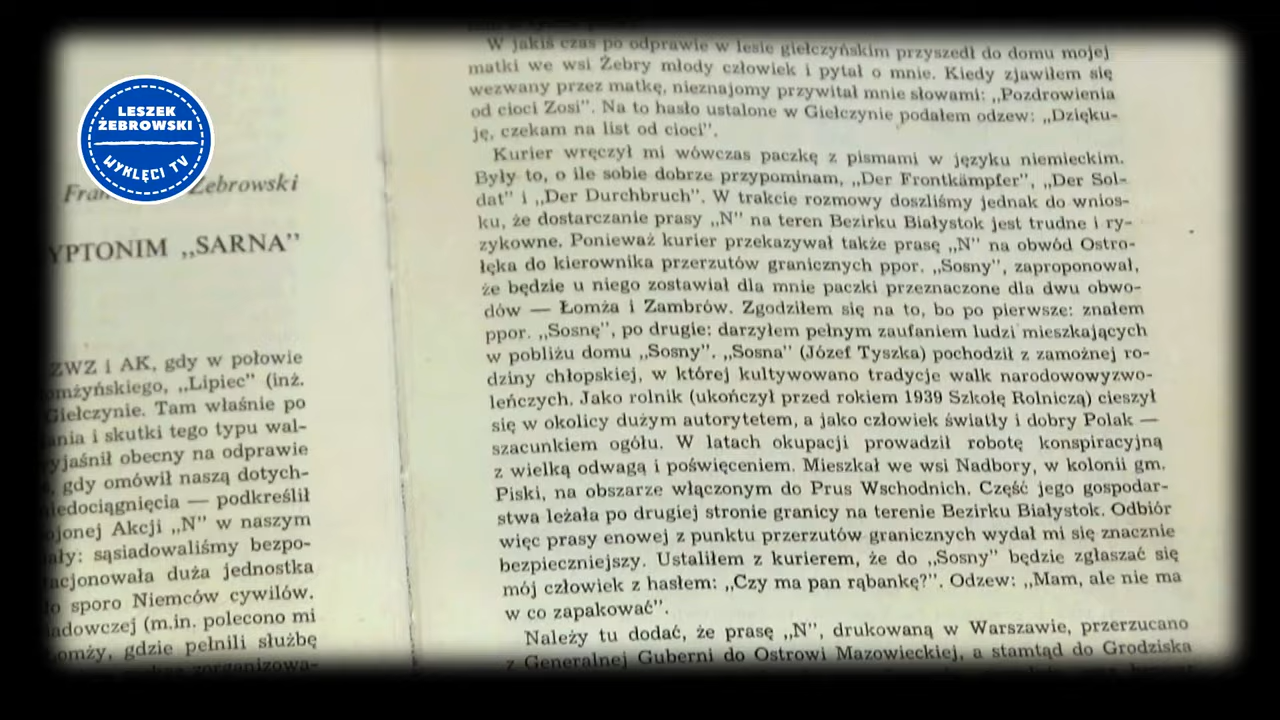 LESZEK
ŻEBROWSKI
WYKLĘCI TV
Żebrowski
YPTONIM „SARNA”
ZWZ i AK, gdy w połowie
omżyńskiego, „Lipiec” (inż.
Giełczynie. Tam właśnie po
ania i skutki tego typu wal-
yjaśnił obecny na odprawie
gdy omówił naszą dotych-
niedociągnięcia — podkreślił
ojonej Akcji „N” w naszym
ały: sąsiadowaliśmy bezpo-
acjonowała duża jednostka
sporo Niemców cywilów.
adowczej (m.in. polecono mi
omży, gdzie pełnili służbę
zorganizowa-
W jakiś czas po odprawie w lesie giełczyńskim przyszedł do domu mojej
matki we wsi Żebry młody człowiek i pytał o mnie. Kiedy zjawiłem się
wezwany przez matkę, nieznajomy przywitał mnie słowami: „Pozdrowienia
od cioci Zosi”. Na to hasło ustalone w Giełczynie podałem odzew: „Dzięku-
ję, czekam na list od cioci”.
Kurier wręczył mi wówczas paczkę z pismami w języku niemieckim.
Były to, o ile sobie dobrze przypominam, „Der Frontkämpfer”, „Der Sol-
dat” i „Der Durchbruch”. W trakcie rozmowy doszliśmy jednak do wnios-
ku, że dostarczanie prasy „N” na teren Bezirku Białystok jest trudne i ry-
zykowne. Ponieważ kurier przekazywał także prasę „N” na obwód Ostro-
łęka do kierownika przerzutów granicznych ppor. „Sosny”, zaproponował,
że będzie u niego zostawiał dla mnie paczki przeznaczone dla dwu obwo-
dów — Łomża i Zambrów. Zgodziłem się na to, bo po pierwsze: znałem
ppor. „Sosnę”, po drugie: darzyłem pełnym zaufaniem ludzi mieszkających
w pobliżu domu „Sosny”. „Sosna” (Józef Tyszka) pochodził z zamożnej ro-
dziny chłopskiej, w której kultywowano tradycje walk narodowowyzwo-
leńczych. Jako rolnik (ukończył przed rokiem 1939 Szkołę Rolniczą) cieszył
się w okolicy dużym autorytetem, a jako człowiek światły i dobry Polak —
szacunkiem ogółu. W latach okupacji prowadził robotę konspiracyjną
z wielką odwagą i poświęceniem. Mieszkał we wsi Nadbory, w kolonii gm.
Piski, na obszarze włączonym do Prus Wschodnich. Część jego gospodar-
stwa leżała po drugiej stronie granicy na terenie Bezirku Białystok. Odbiór
więc prasy enowej z punktu przerzutów granicznych wydał mi się znacznie
bezpieczniejszy. Ustaliłem z kurierem, że do „Sosny” będzie zgłaszać się
mój człowiek z hasłem: „Czy ma pan rąbankę?”. Odzew: „Mam, ale nie ma
w co zapakować”.
Należy tu dodać, że prasę „N”, drukowaną w Warszawie, przerzucano
z Generalnej Guberni do Ostrowi Mazowieckiej, a stamtąd do Grodziska